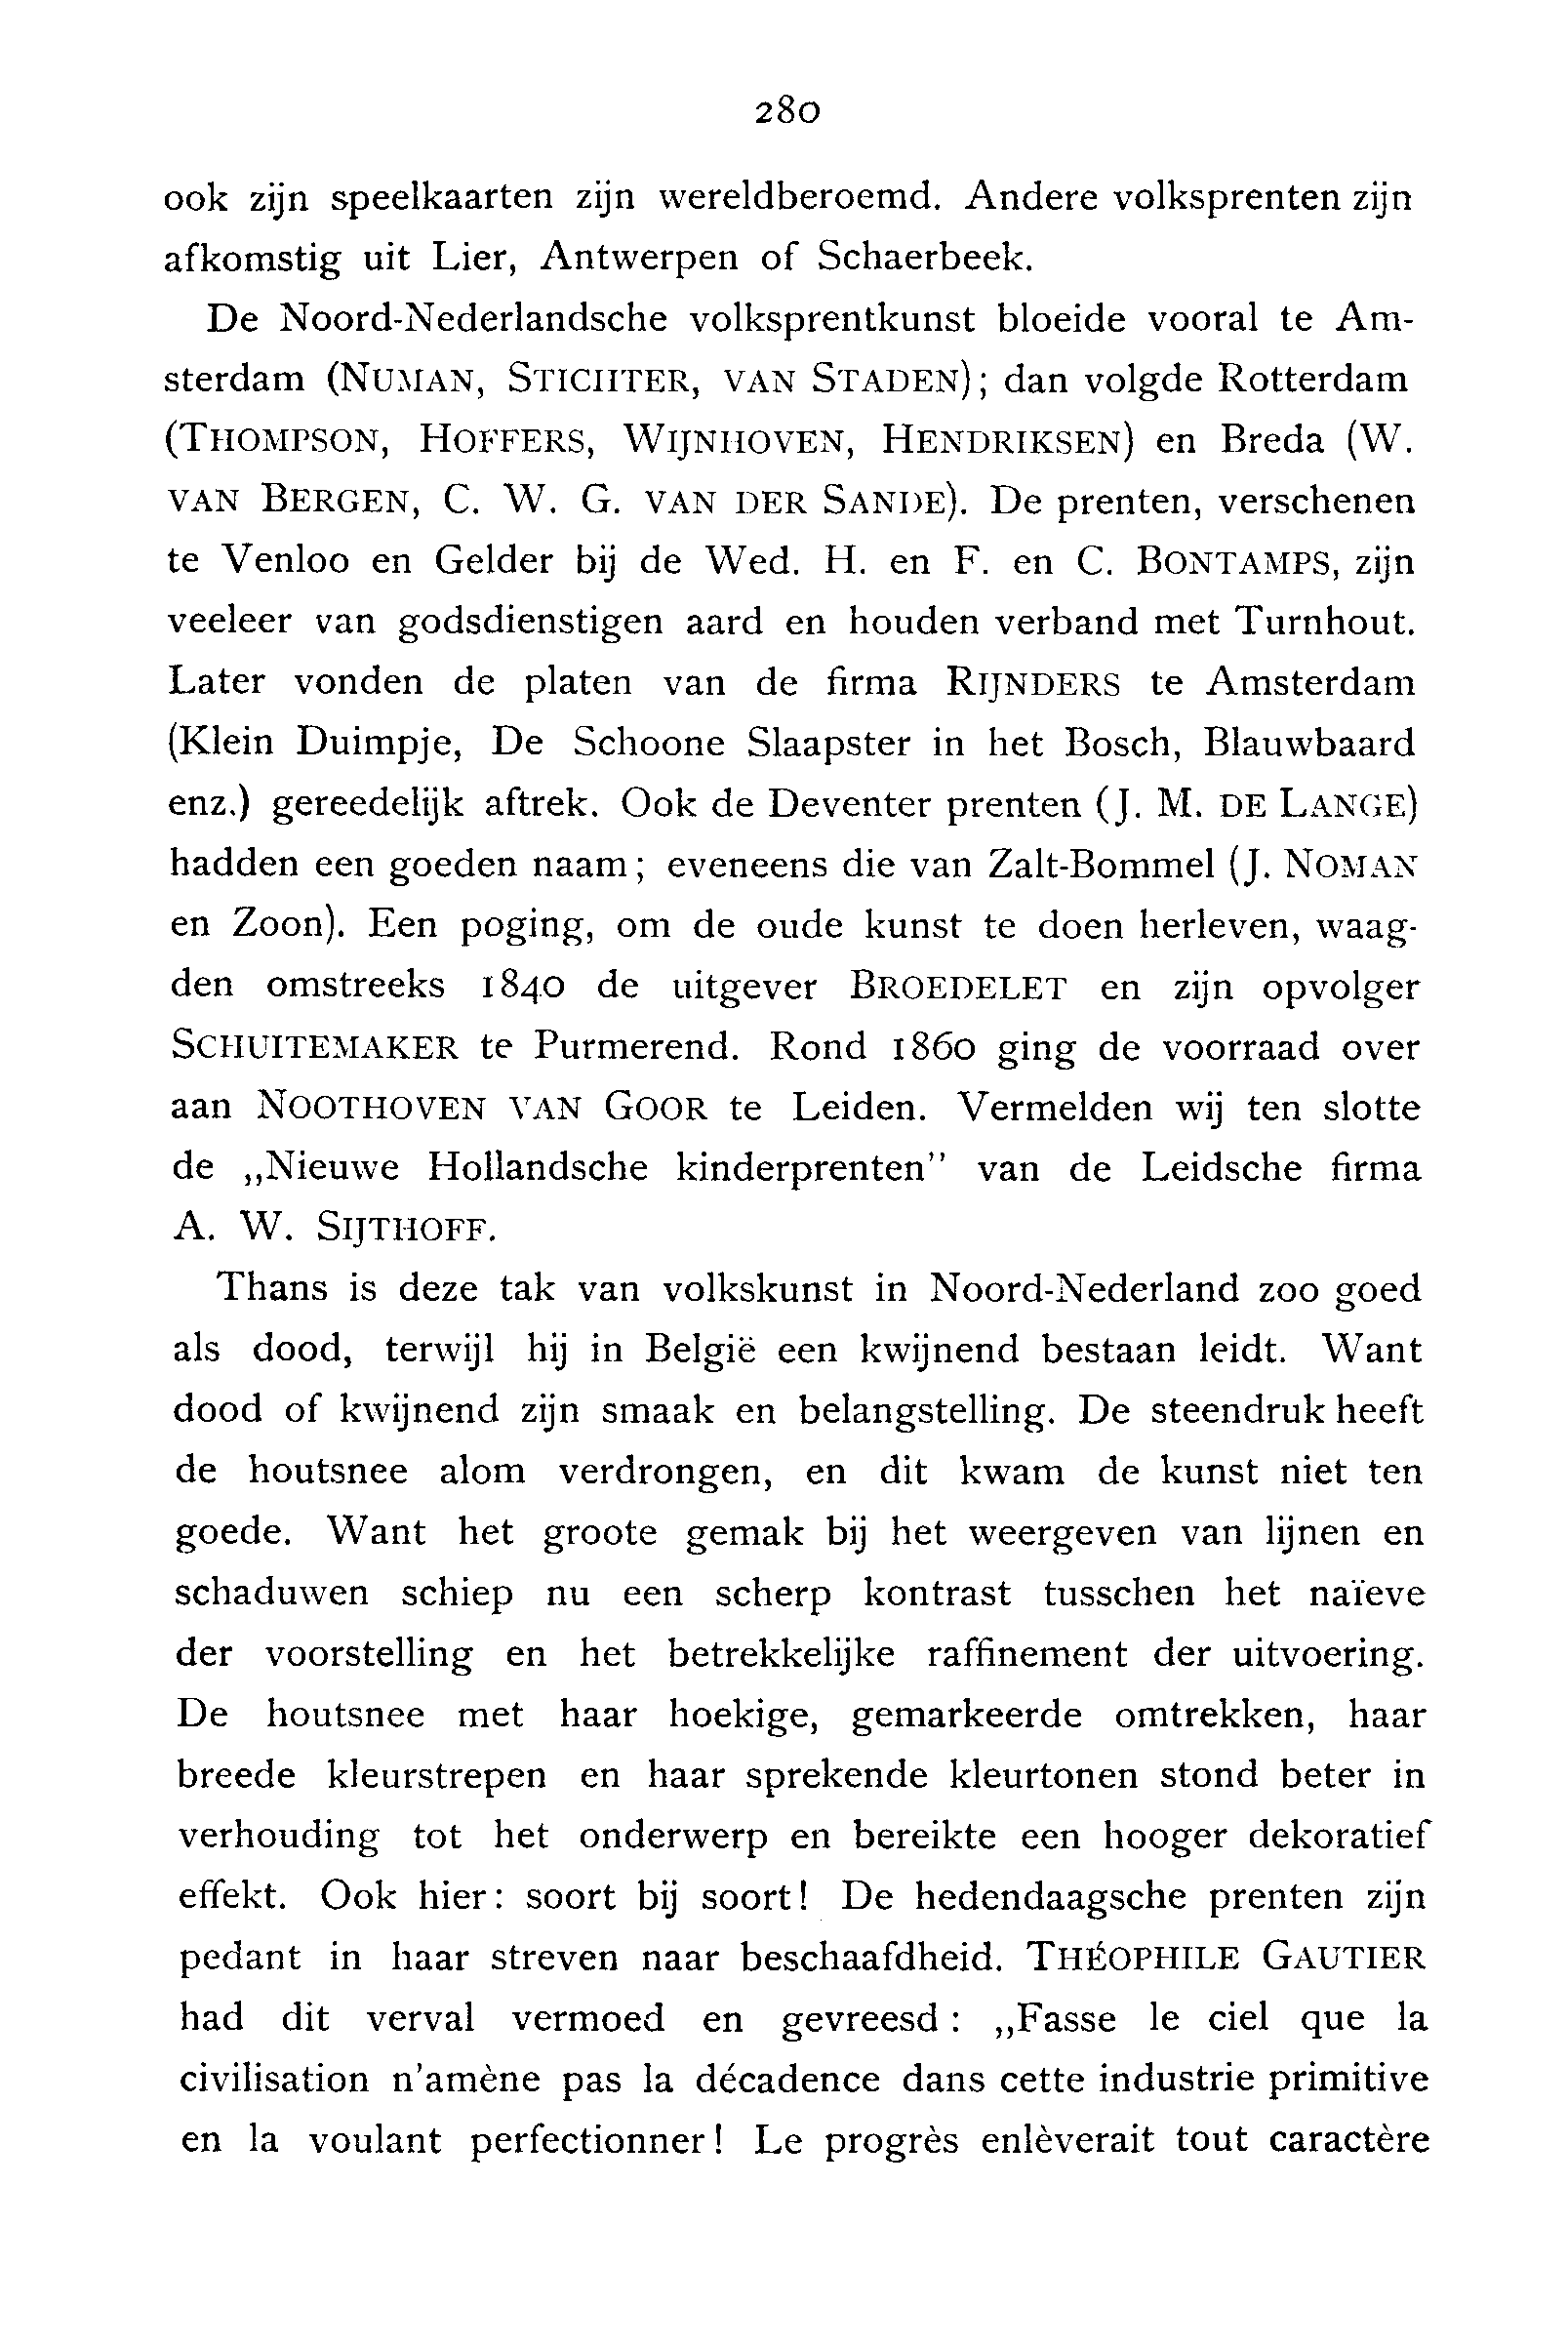 280
ook zijn speelkaarten zijn wereldberoemd. Andere volksprenten zijn
afkomstig uit Lier, Antwerpen of Schaerbeek.
De Noord-Nederlandsche volksprentkunst bloeide vooral te Am-
sterdam (NUMAN, STICHTER, VAN STADEN); dan volgde Rotterdam
(THOMPSON, HOFFERS, WIJNHOVEN, HENDRIKSEN) en Breda (W.
VAN BERGEN, C. W. G. VAN DER SANDE). De prenten, verschenen
te Venloo en Gelder bij de Wed. H. en F. en C. BONTAMPS, zijn
veeleer van godsdienstigen aard en houden verband met Turnhout.
Later vonden de platen van de firma RIJNDERS te Amsterdam
(Klein Duimpje, De Schoone Slaapster in het Bosch, Blauwbaard
enz.) gereedelijk aftrek. Ook de Deventer prenten (J. M. DE LANGE)
hadden een goeden naam; eveneens die van Zalt-Bommel (J. NOMAN
en Zoon). Een poging, om de oude kunst te doen herleven, waag-
den omstreeks 1840 de uitgever BROEDELET en zijn opvolger
SCHUITEMAKER te Purmerend. Rond 1860 ging de voorraad over
aan NOOTHOVEN VAN GOOR te Leiden. Vermelden wij ten slotte
de „Nieuwe Hollandsche kinderprenten” van de Leidsche firma
A. W. SIJTHOFF.
Thans is deze tak van volkskunst in Noord-Nederland zoo goed
als dood, terwijl hij in België een kwijnend bestaan leidt. Want
dood of kwijnend zijn smaak en belangstelling. De steendruk heeft
de houtsnee alom verdrongen, en dit kwam de kunst niet ten
goede. Want het groote gemak bij het weergeven van lijnen en
schaduwen schiep nu een scherp kontrast tusschen het naïeve
der voorstelling en het betrekkelijke raffinement der uitvoering.
De houtsnee met haar hoekige, gemarkeerde omtrekken, haar
breede kleurstrepen en haar sprekende kleurtonen stond beter in
verhouding tot het onderwerp en bereikte een hooger dekoratief
effekt. Ook hier: soort bij soort! De hedendaagsche prenten zijn
pedant in haar streven naar beschaafdheid. THÉOPHILE GAUTIER
had dit verval vermoed en gevreesd: „Fasse le ciel que la
civilisation n'amène pas la décadence dans cette industrie primitive
en la voulant perfectionner! Le progrès enlèverait tout caractère